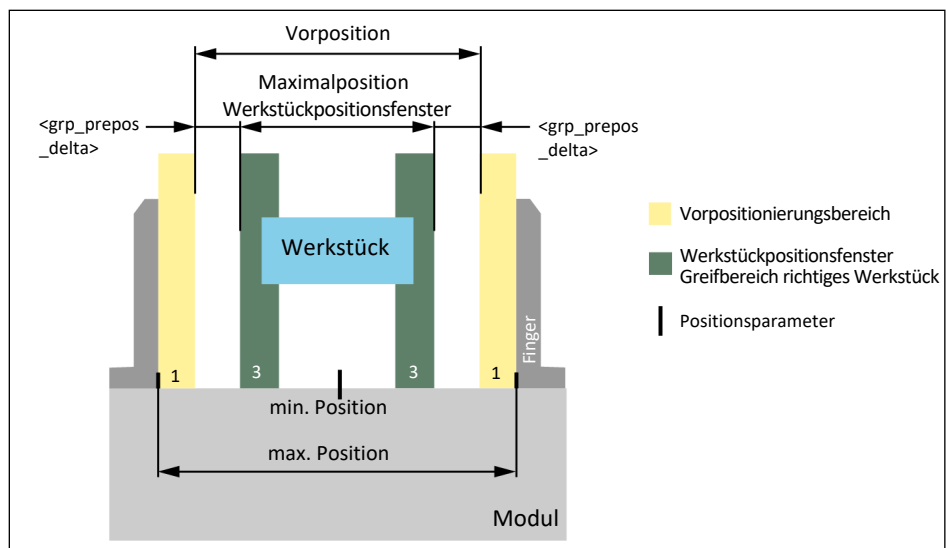 Vorposition
Maximalposition
Werkstückpositionsfenster
<grp_prepos
_delta>
<grp_prepos
_delta>
Werkstück
Vorpositionierungsbereich
Werkstückpositionsfenster
Greifbereich richtiges Werkstück
Positionsparameter
Finger
1
3
3
1
min. Position
max. Position
Modul